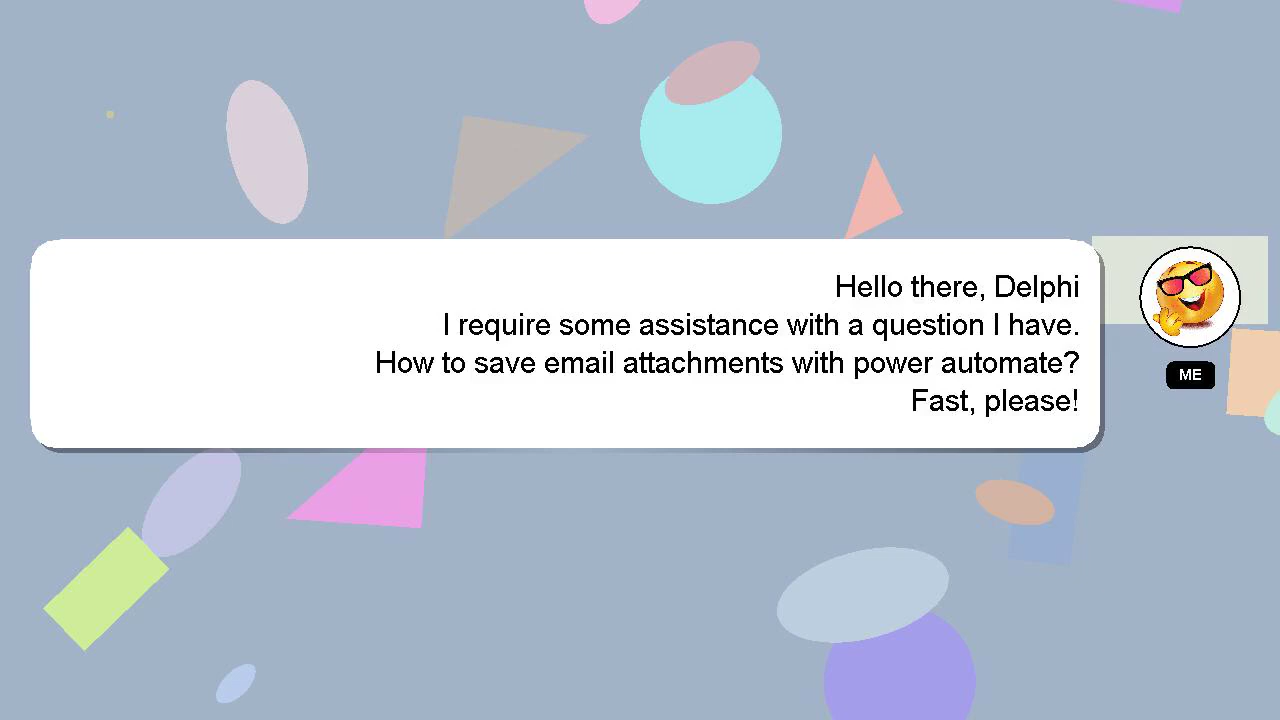 Hello there, Delphi
I require some assistance with a question I have.
How to save email attachments with power automate?
Fast, please!
ME